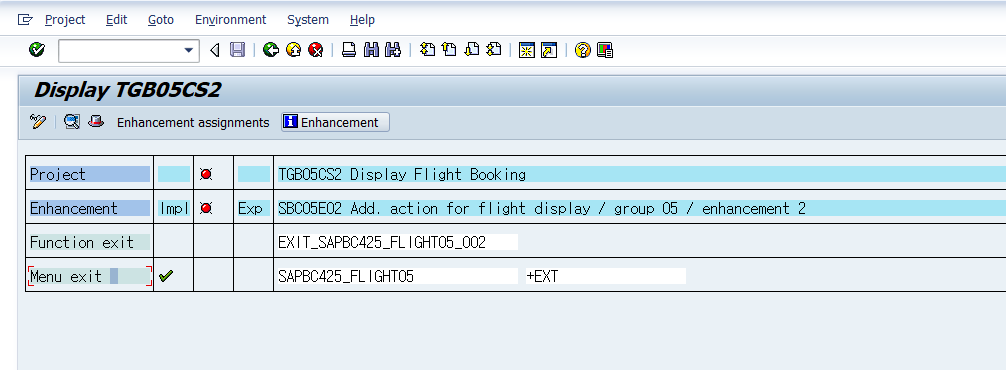 Project Edit Goto Environment System Help
Display TGB05CS2
Enhancement assignments Enhancement
Project TGB05CS2 Display Flight Booking
Enhancement Impl Exp SBC05E02 Add. action for flight display / group 05 / enhancement 2
Function exit EXIT_SAPBC425_FLIGHT05_002
Menu exit SAPBC425_FLIGHT05 +EXT